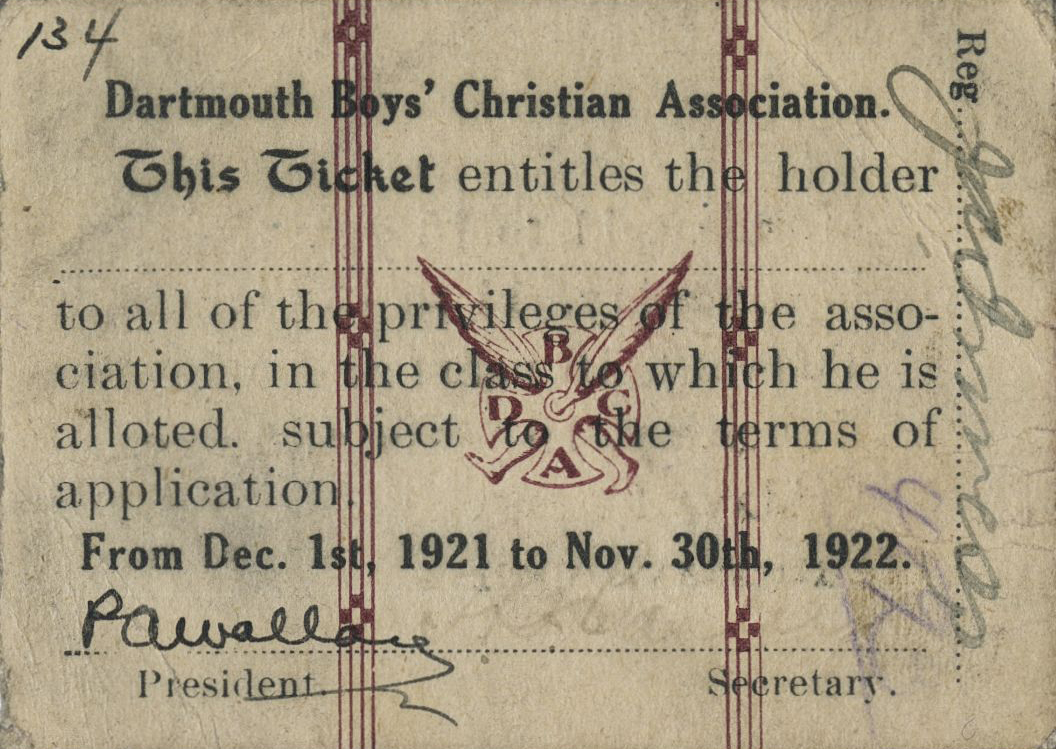 134
Dartmouth Boys' Christian Association.
This Ticket entitles the holder
to all of the privileges of the asso-
ciation, in the class to which he is
alloted. subject to the terms of
application.
From Dec. 1st, 1921 to Nov. 30th, 1922.
President
Secretary.
B
D C
A
Reg